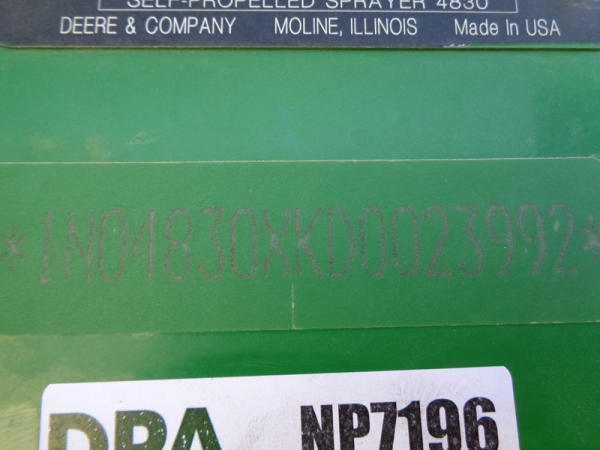 SELF-PROPELLED SPRAYER 4830
DEERE & COMPANY MOLINE, ILLINOIS Made In USA
*1N04830XKD0023992*
DPA NP7196